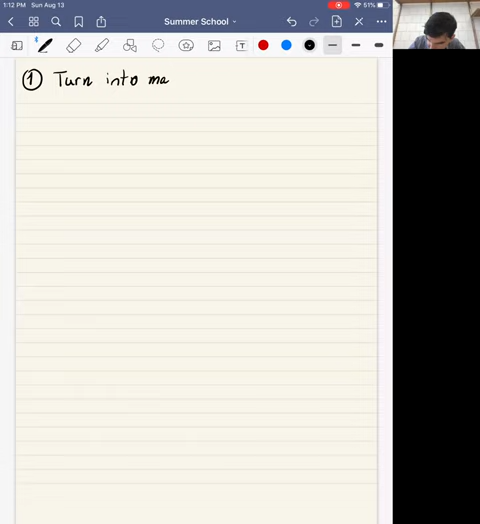 1:12 PM Sun Aug 13
51%
Summer School
T
① Turn into ma